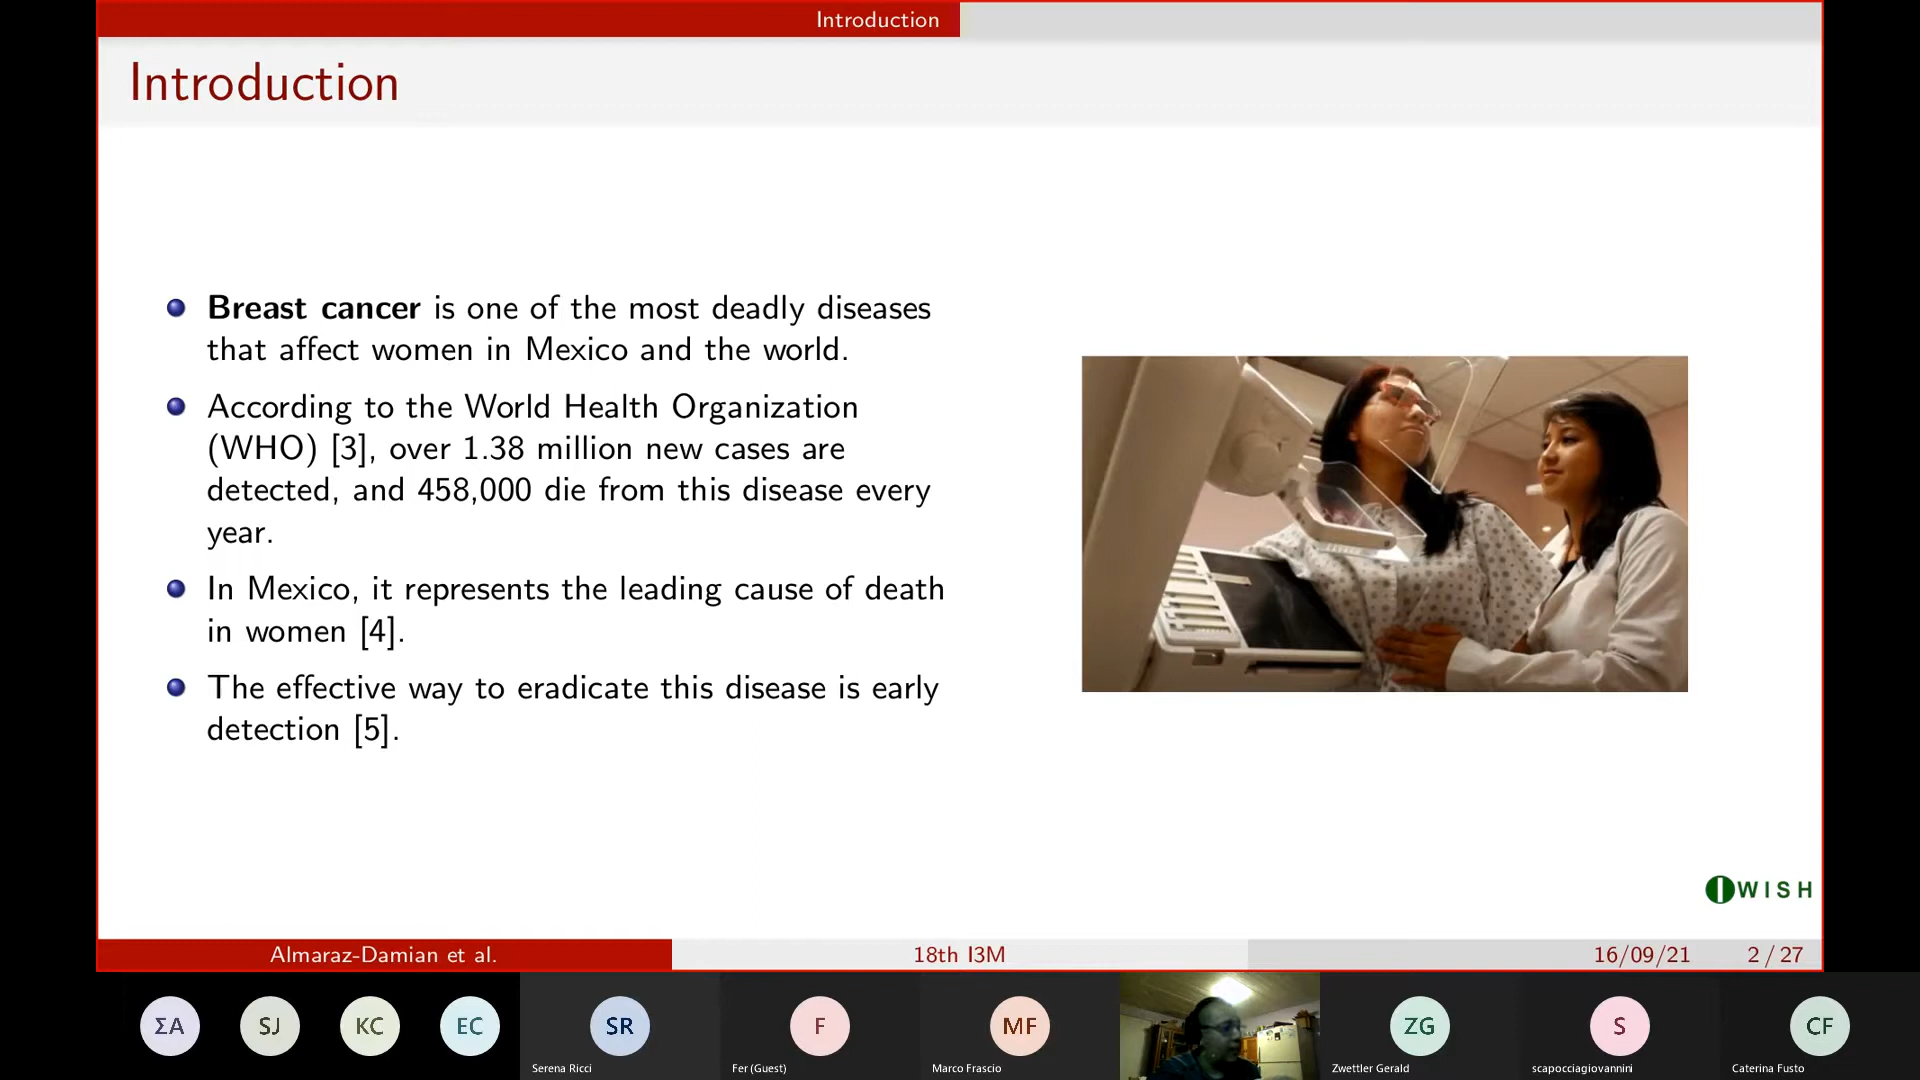 Introduction
Introduction
Breast cancer is one of the most deadly diseases
that affect women in Mexico and the world.
According to the World Health Organization
(WHO) [3], over 1.38 million new cases are
detected, and 458,000 die from this disease every
year.
In Mexico, it represents the leading cause of death
in women [4].
The effective way to eradicate this disease is early
detection [5].
WISH
Almaraz-Damian et al.
18th I3M
16/09/21
2 / 27
ΣA
SJ
KC
EC
SR
F
MF
ZG
S
CF
Serena Ricci
Fer (Guest)
Marco Frascio
Zwettler Gerald
scapocciagiovannini
Caterina Fusto